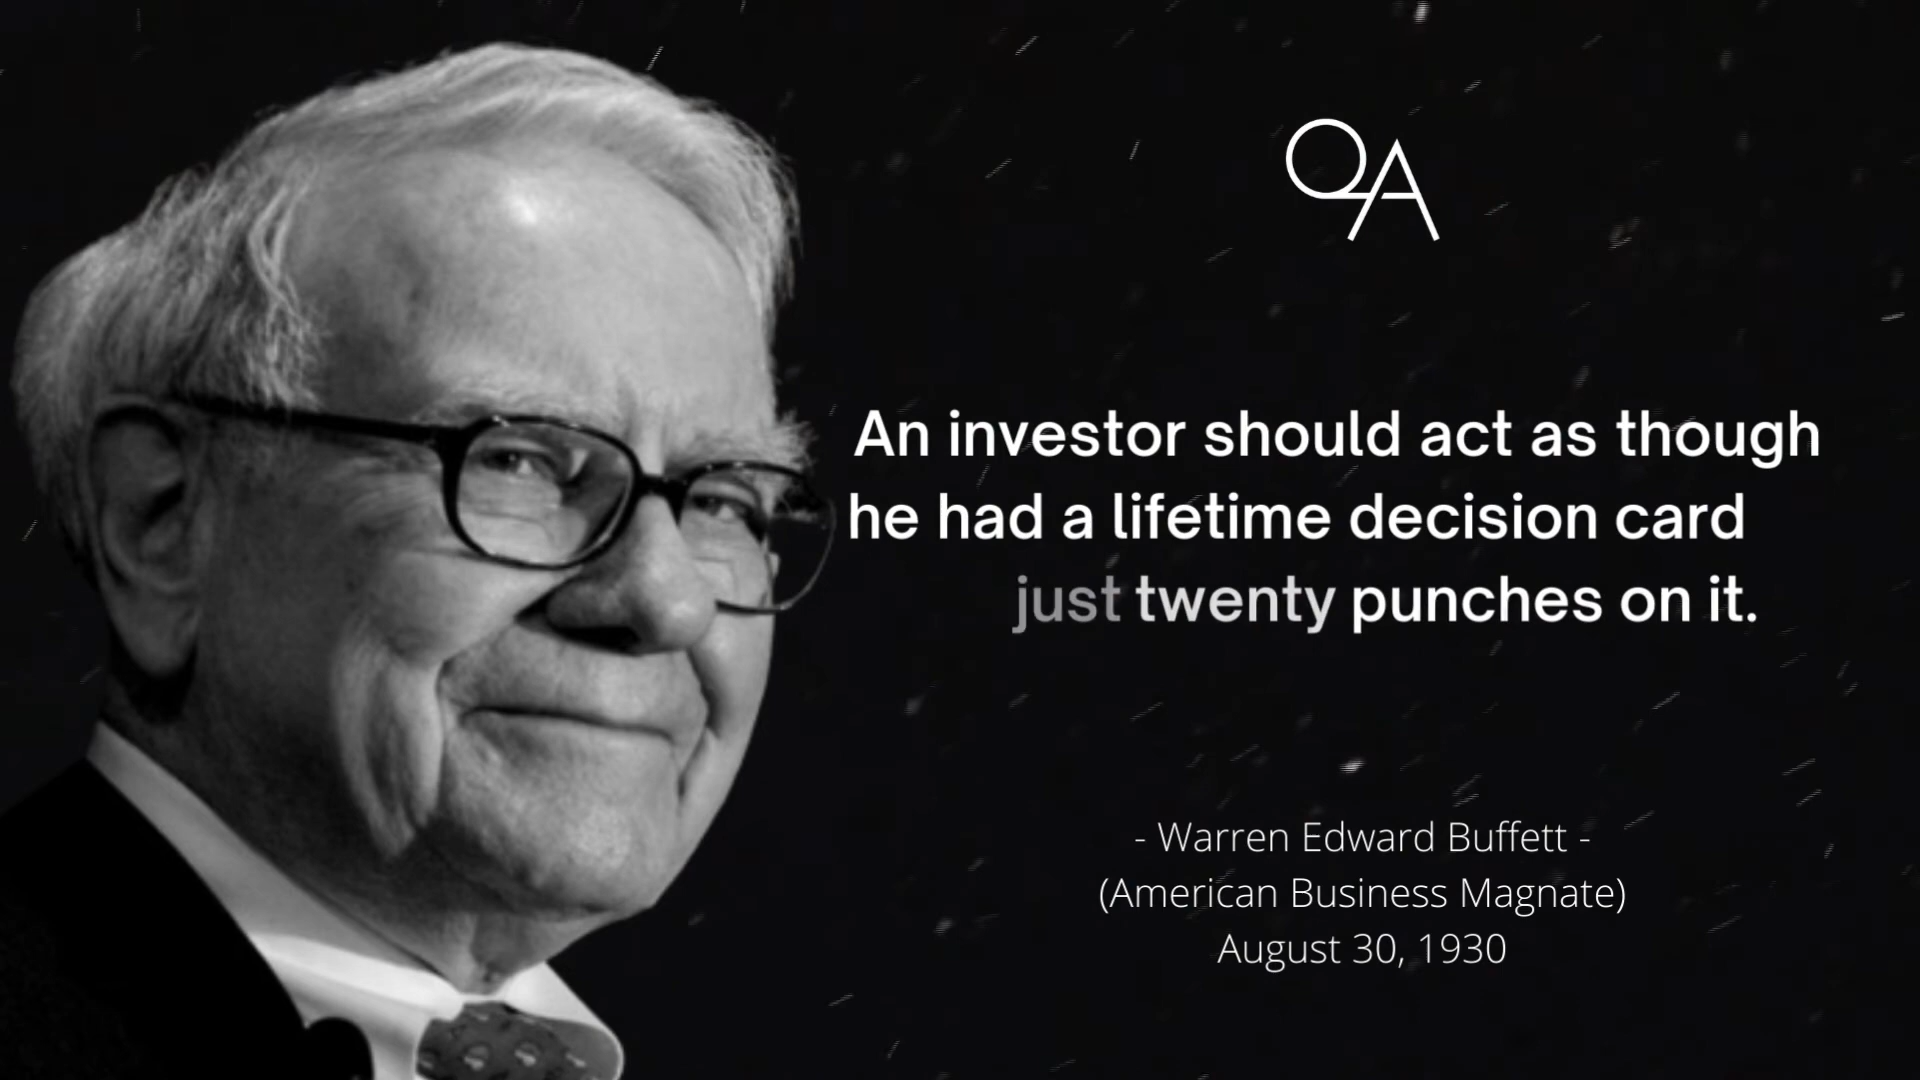 QA
An investor should act as though
he had a lifetime decision card
just twenty punches on it.
- Warren Edward Buffett -
(American Business Magnate)
August 30, 1930